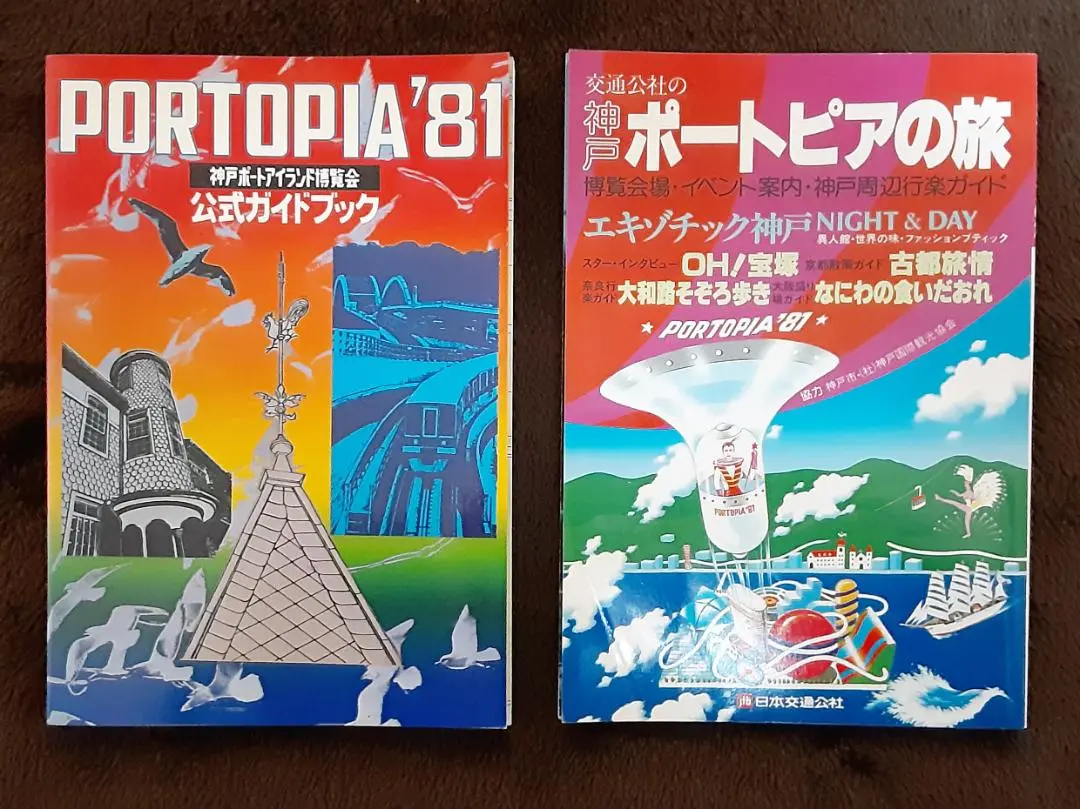 PORTOPIA'81
神戸ポートアイランド博覧会
公式ガイドブック
交通公社の
神戸
ポートピアの旅
博覧会場・イベント案内・神戸周辺行楽ガイド
エキゾチック神戸 NIGHT & DAY
異人館・世界の味・ファッションブティック
スター・インタビュー OH!宝塚 京都散策ガイド 古都旅情
奈良行楽ガイド 大和路そぞろ歩き 大阪盛り場ガイド なにわの食いだおれ
★ PORTOPIA'81 ★
協力 神戸市・(社)神戸国際観光協会
PORTOPIA'81
jtb 日本交通公社